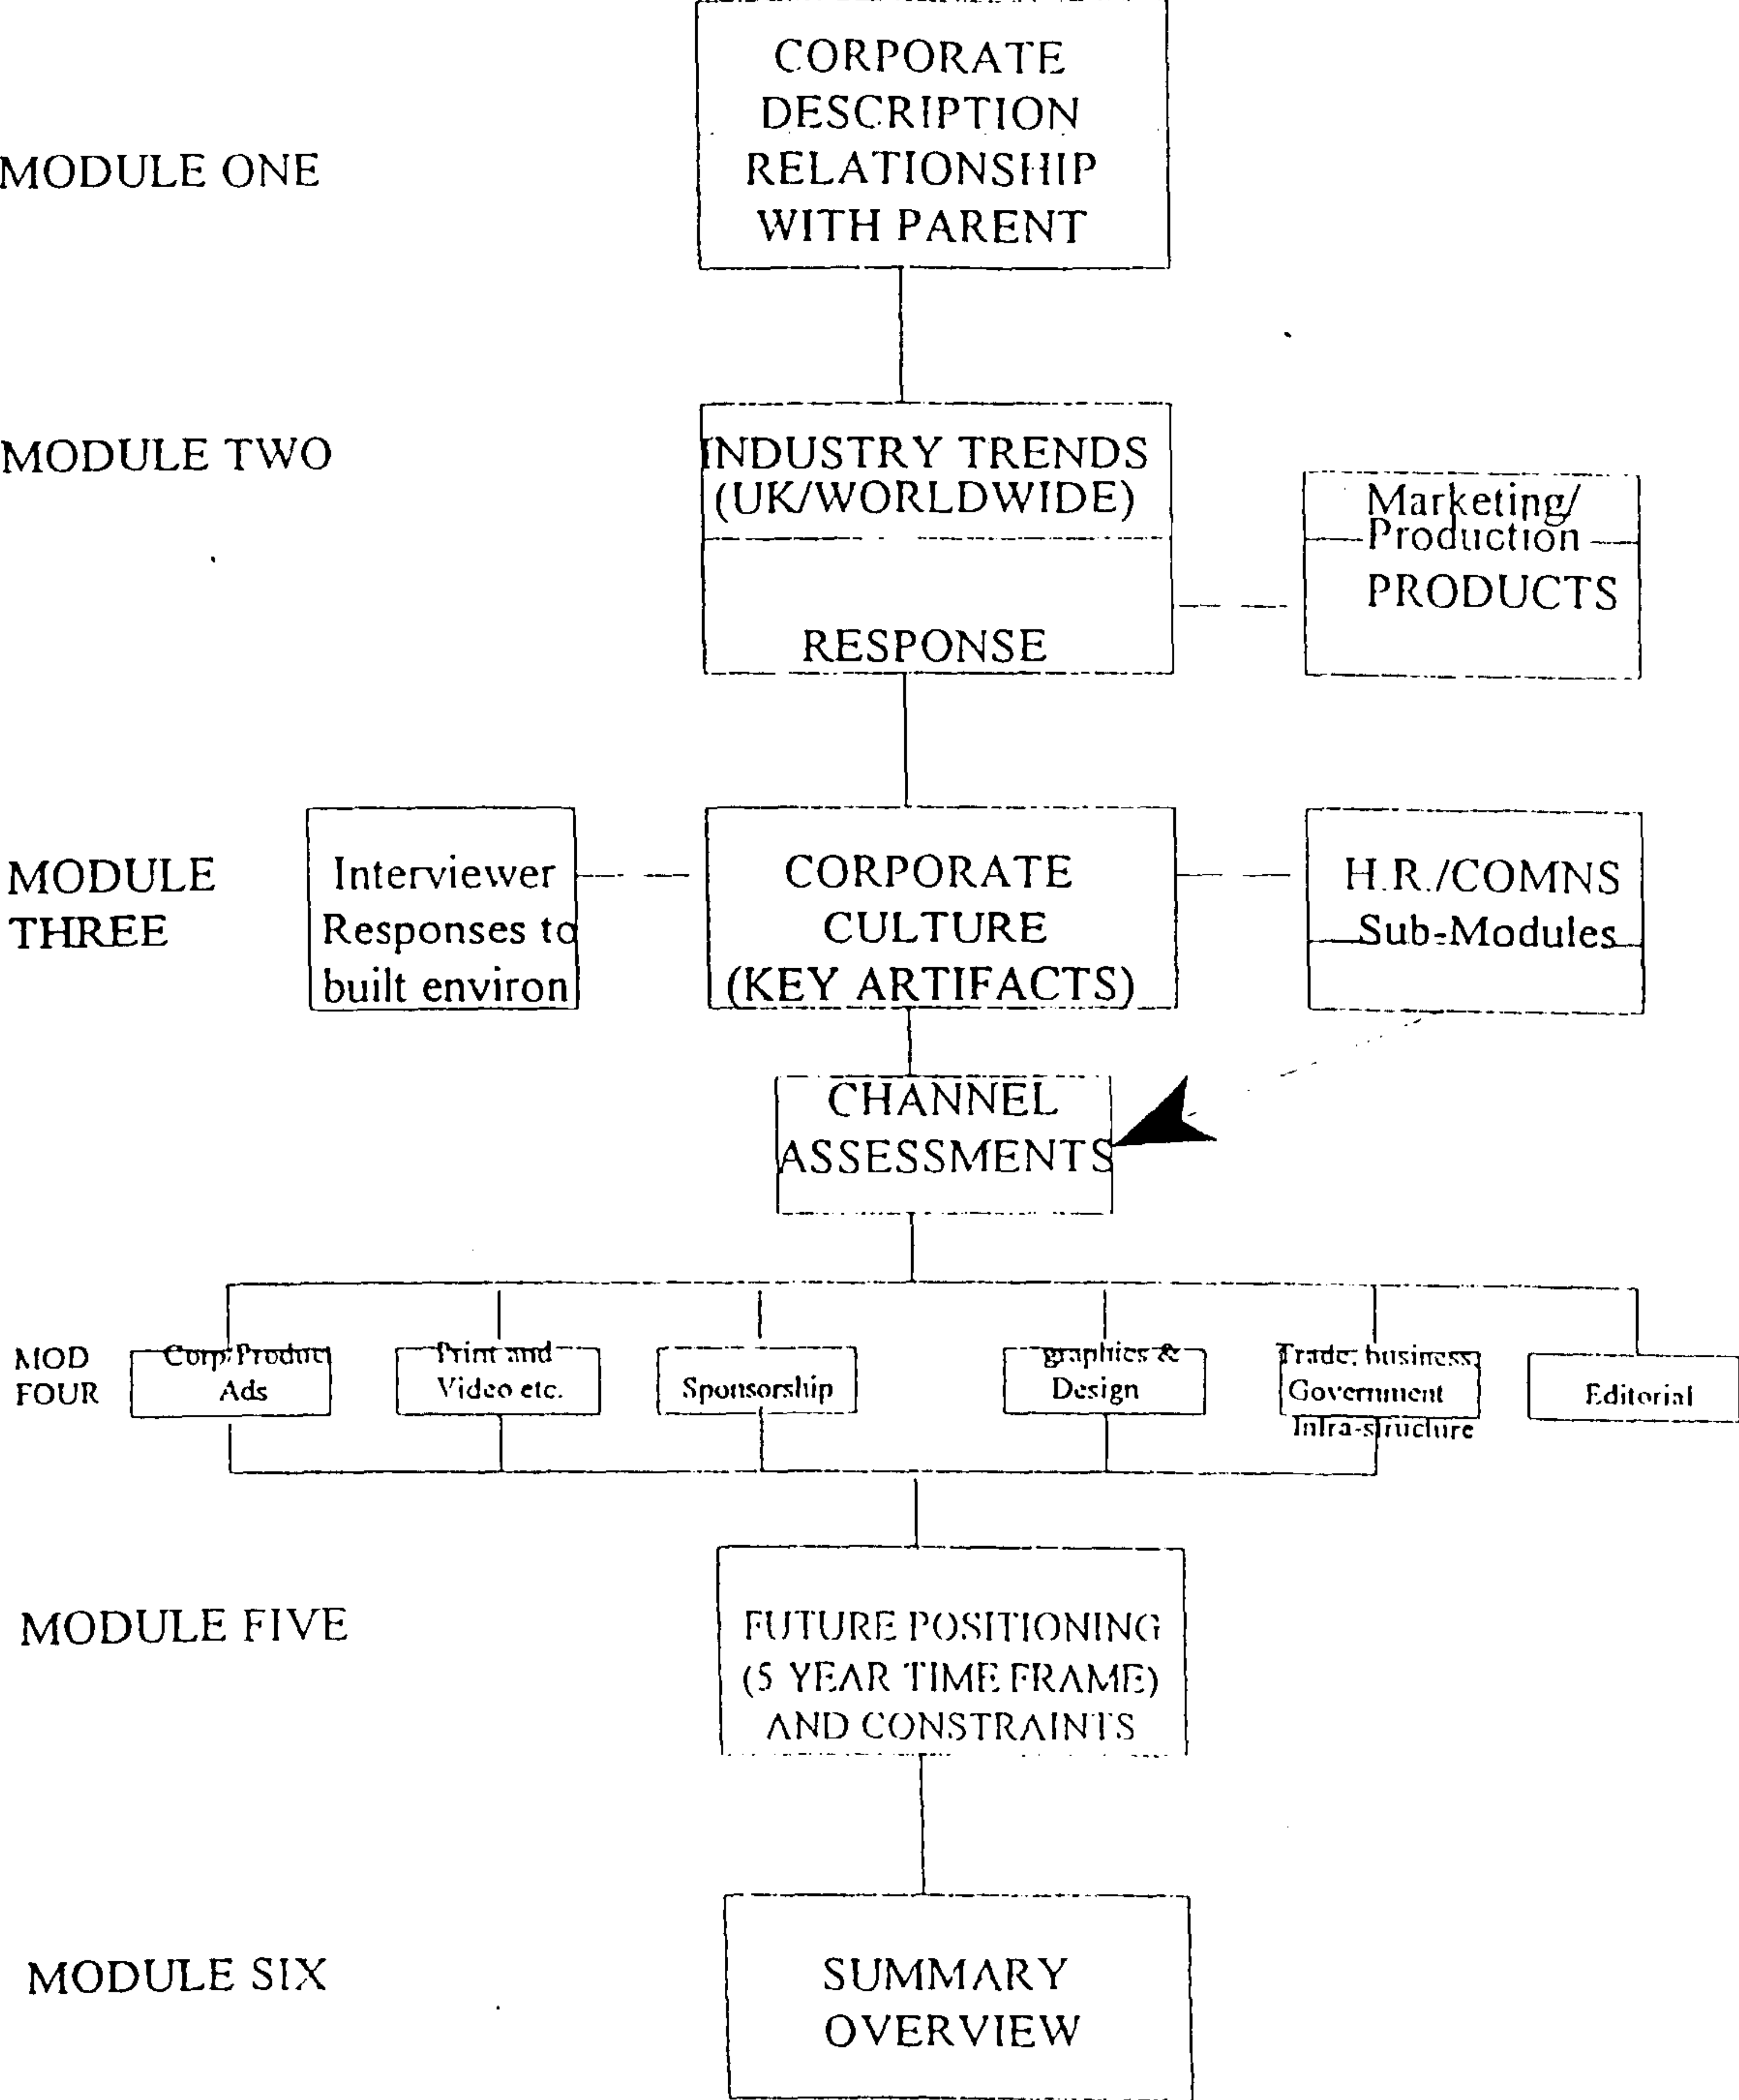 CORPORATE
DESCRIPTION
RELATIONSHIP
WITH PARENT
MODULE ONE
MODULE TWO
INDUSTRY TRENDS
(UK/WORLDWIDE)
RESPONSE
Marketing/
Production
PRODUCTS
MODULE
THREE
Interviewer
Responses to
built environ
CORPORATE
CULTURE
(KEY ARTIFACTS)
H.R./COMNS
Sub-Modules
CHANNEL
ASSESSMENTS
MOD
FOUR
Corp/Product
Ads
Print and
Video etc.
Sponsorship
graphics &
Design
Trade, business,
Government
Infra-structure
Editorial
MODULE FIVE
FUTURE POSITIONING
(5 YEAR TIME FRAME)
AND CONSTRAINTS
MODULE SIX
SUMMARY
OVERVIEW